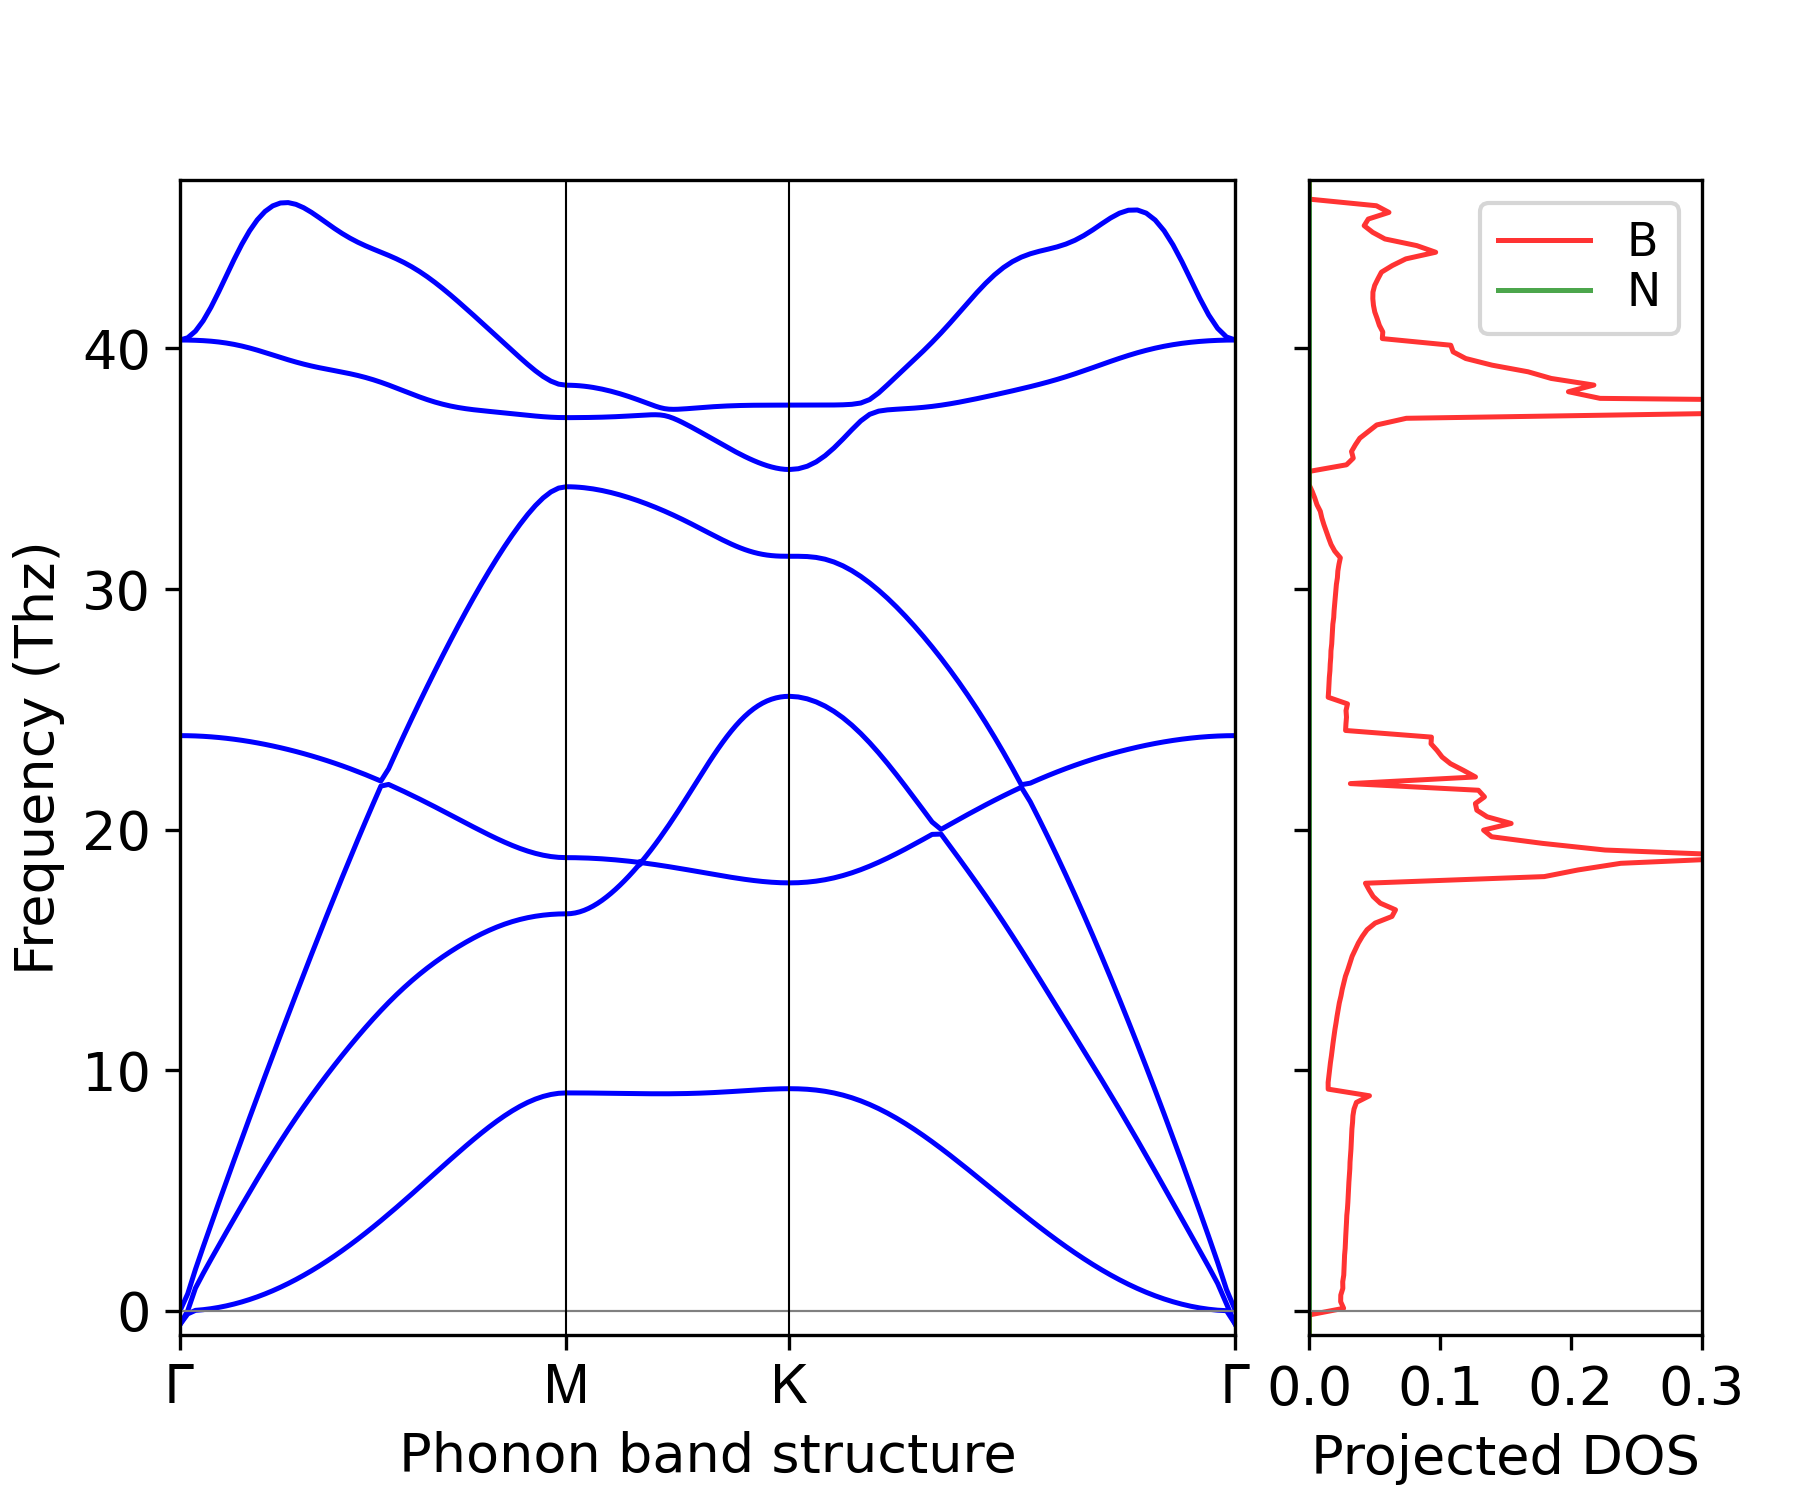 B
N
40
30
20
10
0
Frequency (Thz)
Γ M K Γ
0.0 0.1 0.2 0.3
Phonon band structure
Projected DOS